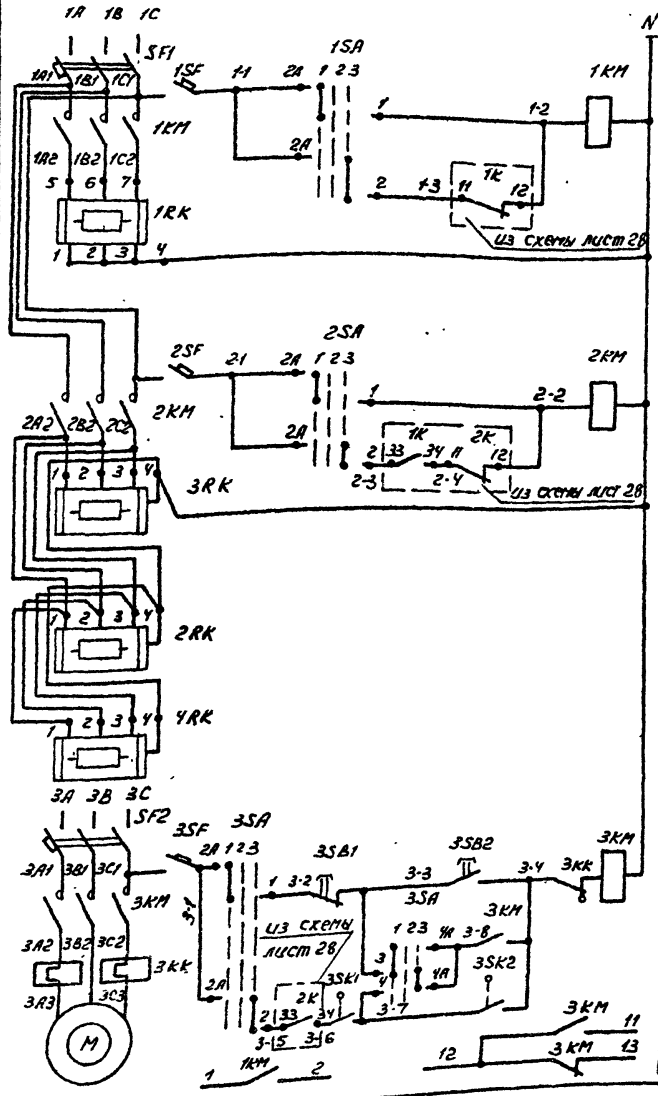 1A 1B 1C N
SF1 1SA
1A1 1B1 1C1 1SF 1-1 2A 1 2 3 1KM
1KM 1 1-2
1A2 1B2 1C2 2A
5 6 7 2 1-3 11 1K 12
1RK
из схемы лист 28
1 2 3 4
2SF 2-1 2SA 2A 1 2 3 2KM
1 2-2
2A2 2B2 2C2 2KM
2A 1K 2K
1 2 3 4 2 33 34 11 12
2-3 2-4
3RK из схемы лист 28
1 2 3 4
2RK
1 2 3 4 4RK
3A 3B 3C
SF2 3SF 3SA 3SB1 3SB2 3KM
2A 1 2 3 3-3 3-4 3KK
3A1 3B1 3C1 1 3-2 3SA
3KM 3-1 из схемы 1 2 3 4A 3-8 3KM
3A2 3B2 3C2 лист 28 3
3KK 2A 2K 3SK1 4 4A 3SK2
3A3 3C3 2 33 34 3-7
3-5 3-6
M 3KM 11
1 1KM 2 12 3KM 13